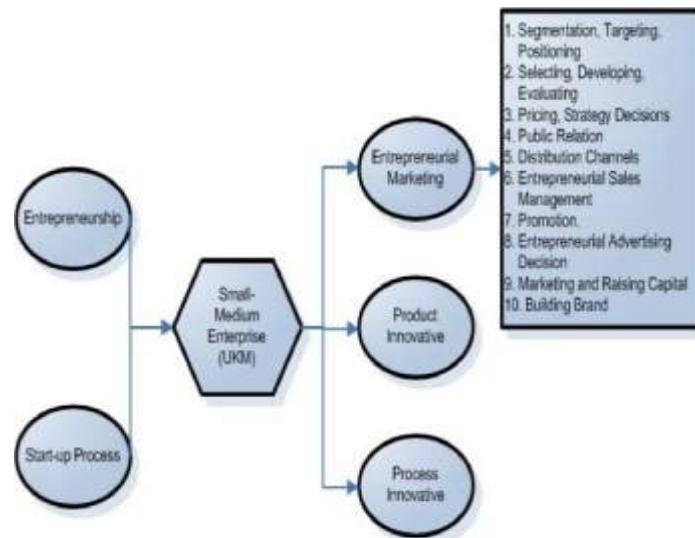 Entrepreneurship
Start-up Process
Small-
Medium
Enterprise
(UKM)
Entrepreneurial
Marketing
Product
Innovative
Process
Innovative
1. Segmentation, Targeting,
Positioning
2. Selecting, Developing,
Evaluating
3. Pricing, Strategy Decisions
4. Public Relation
5. Distribution Channels
6. Entrepreneurial Sales
Management
7. Promotion.
8. Entrepreneurial Advertising
Decision
9. Marketing and Raising Capital
10. Building Brand